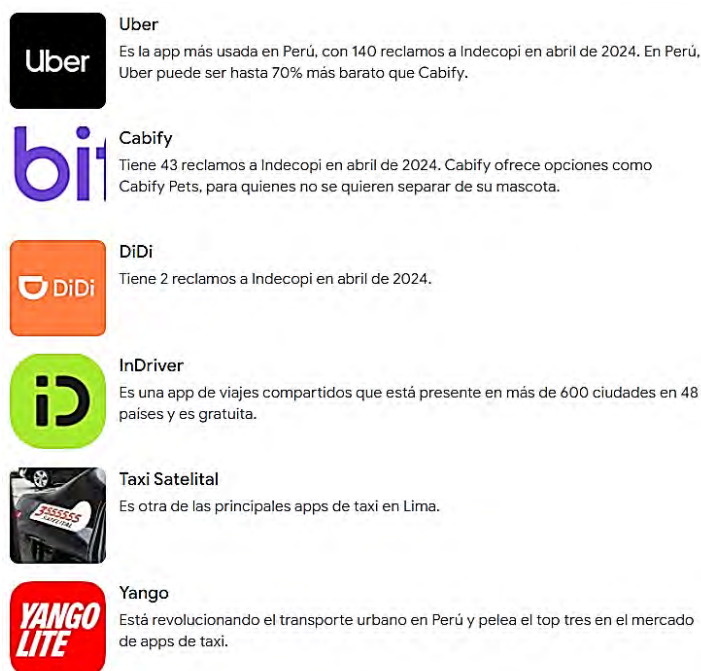 Uber
Uber
Es la app más usada en Perú, con 140 reclamos a Indecopi en abril de 2024. En Perú,
Uber puede ser hasta 70% más barato que Cabify.
bif
Cabify
Tiene 43 reclamos a Indecopi en abril de 2024. Cabify ofrece opciones como
Cabify Pets, para quienes no se quieren separar de su mascota.
DiDi
DiDi
Tiene 2 reclamos a Indecopi en abril de 2024.
iD
InDriver
Es una app de viajes compartidos que está presente en más de 600 ciudades en 48
países y es gratuita.
3555555
SATELITAL
Taxi Satelital
Es otra de las principales apps de taxi en Lima.
YANGO
LITE
Yango
Está revolucionando el transporte urbano en Perú y pelea el top tres en el mercado
de apps de taxi.